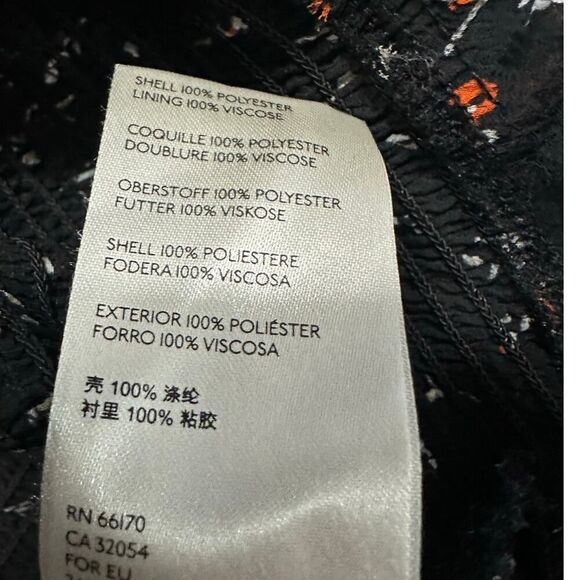 SHELL 100% POLYESTER
LINING 100% VISCOSE
COQUILLE 100% POLYESTER
DOUBLURE 100% VISCOSE
OBERSTOFF 100% POLYESTER
FUTTER 100% VISKOSE
SHELL 100% POLIESTERE
FODERA 100% VISCOSA
EXTERIOR 100% POLIÉSTER
FORRO 100% VISCOSA
壳 100% 涤纶
衬里 100% 粘胶
RN 66170
CA 32054
FOR EU